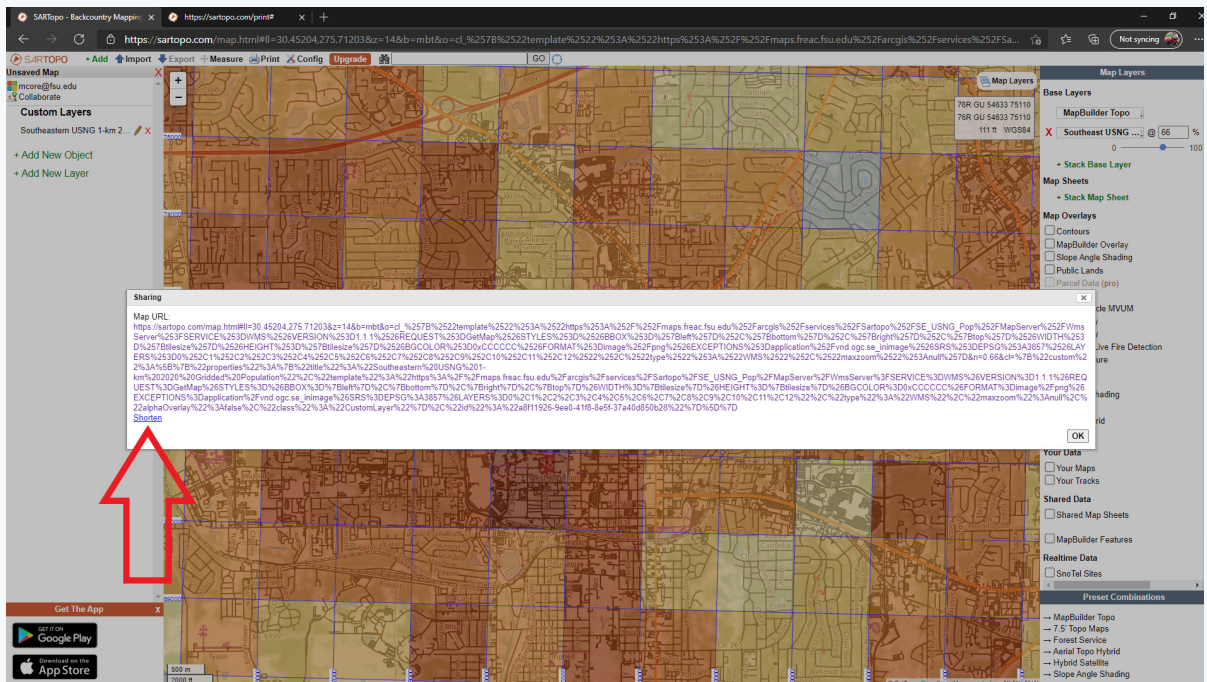 SARTopo - Backcountry Mapping
https://sartopo.com/print#
https://sartopo.com/map.html#ll=30.45204,275.71203&z=14&b=mbt&o=cl_%257B%2522template%2522%253A%2522https%253A%252F%252Fmaps.freac.fsu.edu%252Farcgis%252Fservices%252FSa...
Not syncing
SARTOPO
+ Add
Import
Export
Measure
Print
Config
Upgrade
GO
Unsaved Map
X
mcore@fsu.edu
Collaborate
Custom Layers
Southeastern USNG 1-km 2...
X
+ Add New Object
+ Add New Layer
+
−
75000
74000
Map Layers
76R GU 54633 75110
76R GU 54633 75110
111 ft WGS84
Map Layers
Base Layers
MapBuilder Topo
X Southeast USNG ... @ 66 %
0 100
+ Stack Base Layer
Map Sheets
+ Stack Map Sheet
Map Overlays
Contours
MapBuilder Overlay
Slope Angle Shading
Public Lands
Parcel Data (pro)
Sharing
Map URL:
https://sartopo.com/map.html#ll=30.45204,275.71203&z=14&b=mbt&o=cl_%257B%2522template%2522%253A%2522https%253A%252F%252Fmaps.freac.fsu.edu%252Farcgis%252Fservices%252FSartopo%252FSE_USNG_Pop%252FMapServer%252FWms
Server%253FSERVICE%253DWMS%2526VERSION%253D1.1.1%2526REQUEST%253DGetMap%2526STYLES%253D%2526BBOX%253D%257Bleft%257D%252C%257Bbottom%257D%252C%257Bright%257D%252C%257Btop%257D%2526WIDTH%253
D%257Btilesize%257D%2526HEIGHT%253D%257Btilesize%257D%2526BGCOLOR%253D0xCCCCCC%2526FORMAT%253Dimage%252Fpng%2526EXCEPTIONS%253Dapplication%252Fvnd.ogc.se_inimage%2526SRS%253DEPSG%253A3857%2526LAY
ERS%253D0%252C1%252C2%252C3%252C4%252C5%252C6%252C7%252C8%252C9%252C10%252C11%252C12%2522%252C%2522type%2522%253A%2522WMS%2522%252C%2522maxzoom%2522%253Anull%257D&n=0.66&cl=%7B%22custom%2
2%3A%5B%7B%22properties%22%3A%7B%22title%22%3A%22Southeastern%20USNG%201-
km%202020%20Gridded%20Population%22%2C%22template%22%3A%22https%3A%2F%2Fmaps.freac.fsu.edu%2Farcgis%2Fservices%2FSartopo%2FSE_USNG_Pop%2FMapServer%2FWmsServer%3FSERVICE%3DWMS%26VERSION%3D1.1.1%26REQ
UEST%3DGetMap%26STYLES%3D%26BBOX%3D%7Bleft%7D%2C%7Bbottom%7D%2C%7Bright%7D%2C%7Btop%7D%26WIDTH%3D%7Btilesize%7D%26HEIGHT%3D%7Btilesize%7D%26BGCOLOR%3D0xCCCCCC%26FORMAT%3Dimage%2Fpng%26
EXCEPTIONS%3Dapplication%2Fvnd.ogc.se_inimage%26SRS%3DEPSG%3A3857%26LAYERS%3D0%2C1%2C2%2C3%2C4%2C5%2C6%2C7%2C8%2C9%2C10%2C11%2C12%22%2C%22type%22%3A%22WMS%22%2C%22maxzoom%22%3Anull%2C%
22alphaOverlay%22%3Afalse%2C%22class%22%3A%22CustomLayer%22%7D%2C%22id%22%3A%22a8f11926-9ee0-41f8-8e5f-37a40d850b28%22%7D%5D%7D
Shorten
OK
cle MVUM
Live Fire Detection
ure
hading
rid
Your Data
Your Maps
Your Tracks
Shared Data
Shared Map Sheets
MapBuilder Features
Realtime Data
SnoTel Sites
69000
500 m
2000 ft
Get The App
X
GET IT ON
Google Play
Download on the
App Store
Preset Combinations
→ MapBuilder Topo
→ 7.5' Topo Maps
→ Forest Service
→ Aerial Topo Hybrid
→ Hybrid Satellite
→ Slope Angle Shading